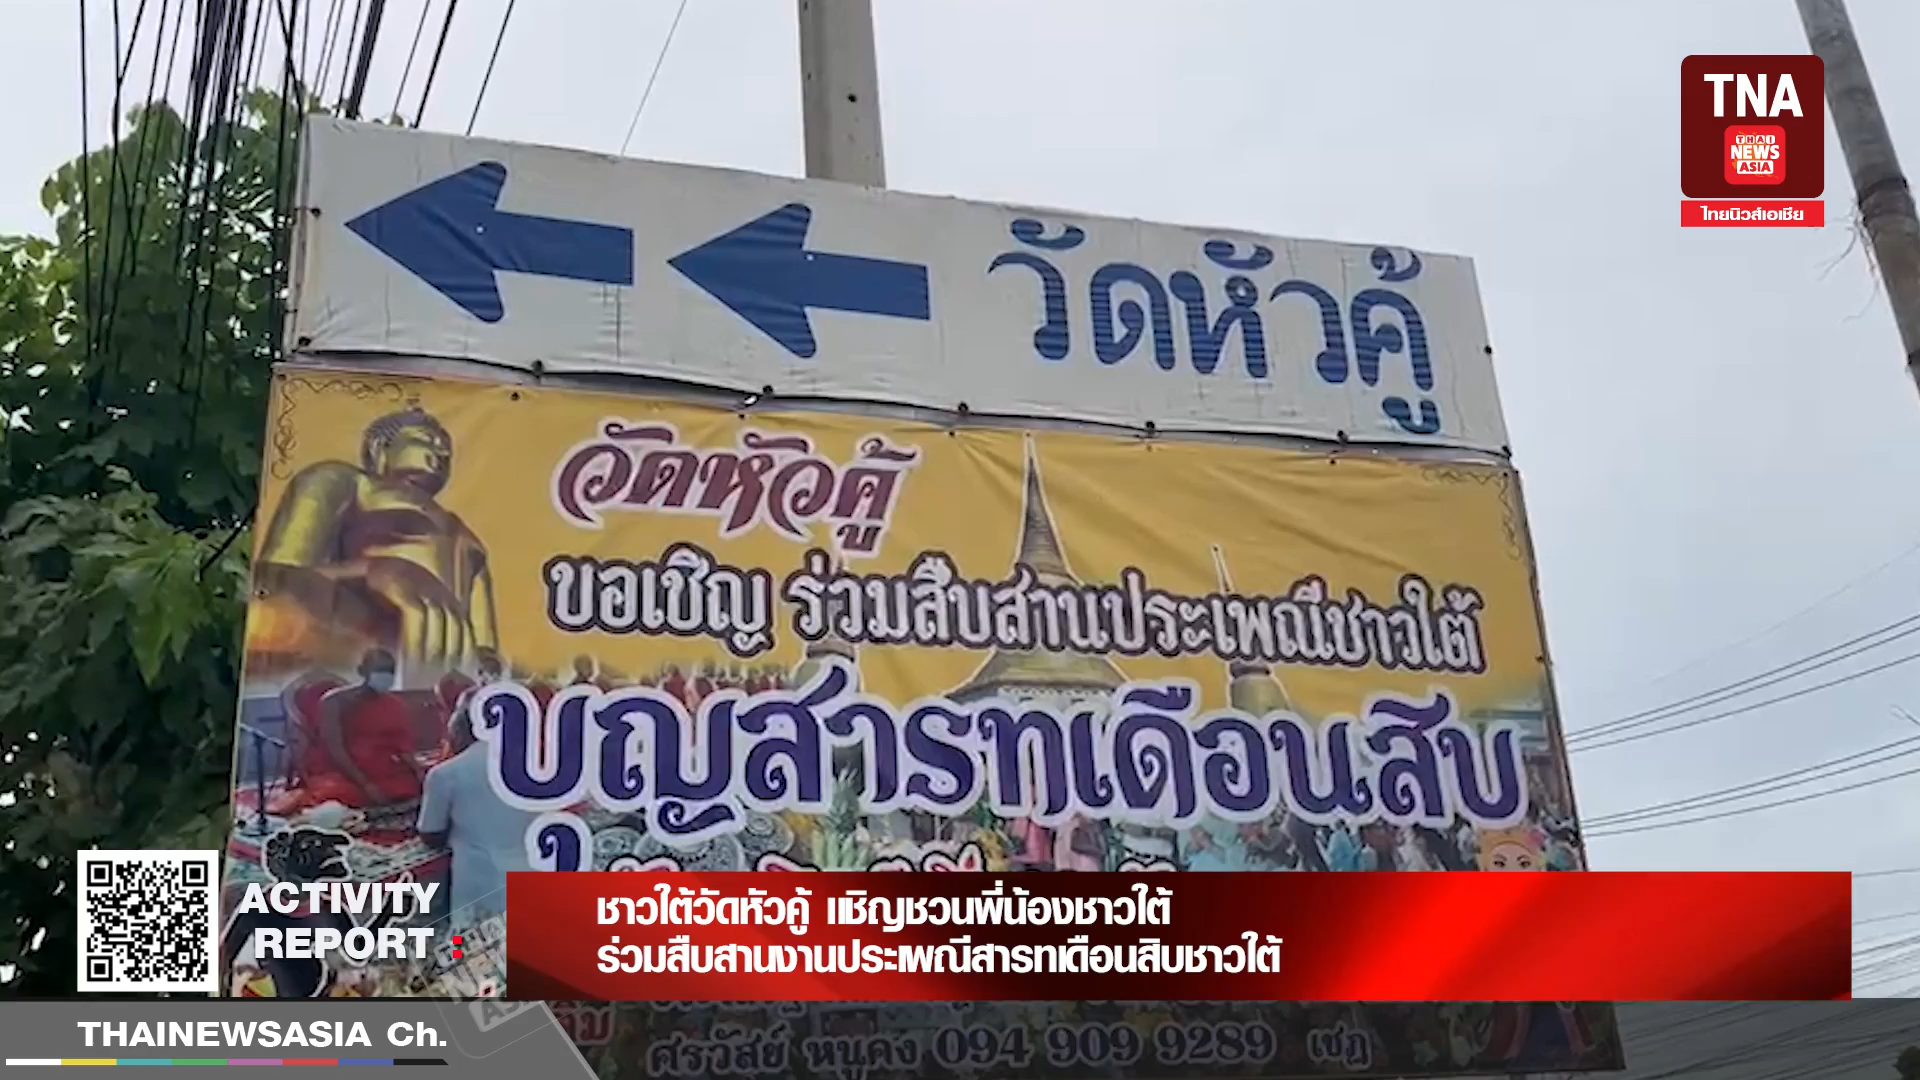 TNA
THAI
NEWS
ASIA
ไทยนิวส์เอเชีย
วัดหัวคู้
วัดหัวคู้
ขอเชิญ ร่วมสืบสานประเพณีชาวใต้
บุญสารทเดือนสิบ
ACTIVITY
REPORT :
ชาวใต้วัดหัวคู้ เเชิญชวนพี่น้องชาวใต้
ร่วมสืบสานงานประเพณีสารทเดือนสิบชาวใต้
THAINEWSASIA Ch.
ศรวัสย์ หนูคง 094 909 9289